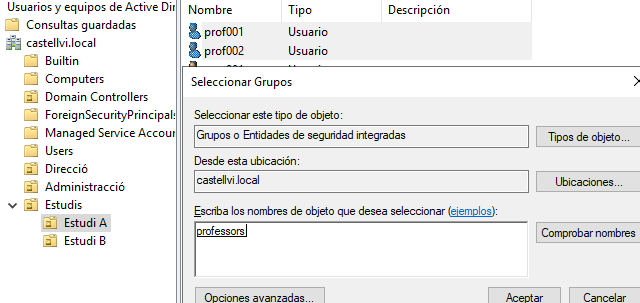 Usuarios y equipos de Active Dire
Consultas guardadas
castellvi.local
Builtin
Computers
Domain Controllers
ForeignSecurityPrincipals
Managed Service Accour
Users
Direcció
Administracció
Estudis
Estudi A
Estudi B
Nombre Tipo Descripción
prof001 Usuario
prof002 Usuario
Seleccionar Grupos
Seleccionar este tipo de objeto:
Grupos o Entidades de seguridad integradas Tipos de objeto...
Desde esta ubicación:
castellvi.local Ubicaciones...
Escriba los nombres de objeto que desea seleccionar (ejemplos):
professors Comprobar nombres
Opciones avanzadas... Aceptar Cancelar